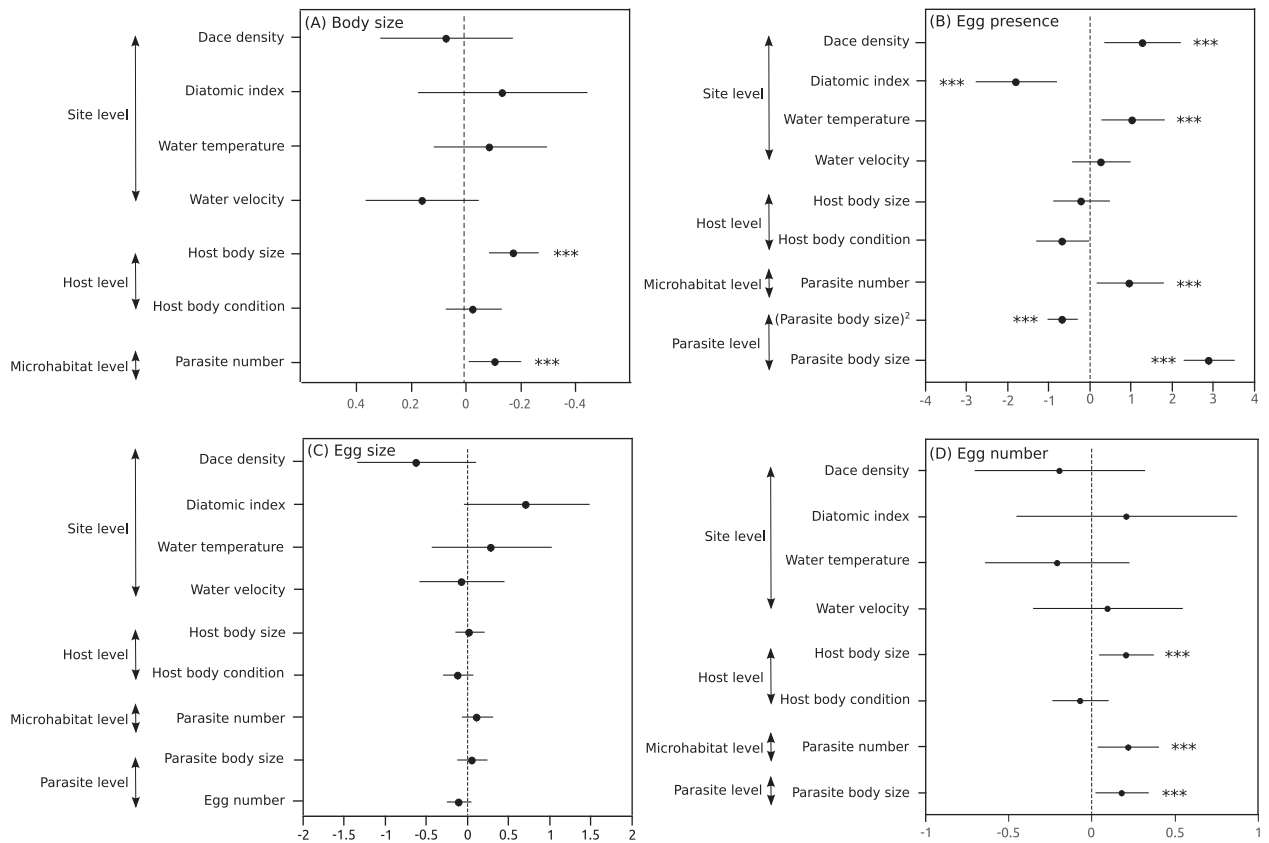 (A) Body size
Dace density
Diatomic index
Site level
Water temperature
Water velocity
Host body size
***
Host level
Host body condition
Microhabitat level
Parasite number
***
0.4 0.2 0 -0.2 -0.4
(B) Egg presence
Dace density
***
Diatomic index
***
Site level
Water temperature
***
Water velocity
Host body size
Host level
Host body condition
Microhabitat level
Parasite number
***
(Parasite body size)²
***
Parasite level
Parasite body size
***
-4 -3 -2 -1 0 1 2 3 4
(C) Egg size
Dace density
Diatomic index
Site level
Water temperature
Water velocity
Host body size
Host level
Host body condition
Microhabitat level
Parasite number
Parasite body size
Parasite level
Egg number
-2 -1.5 -1 -0.5 0 0.5 1 1.5 2
(D) Egg number
Dace density
Diatomic index
Site level
Water temperature
Water velocity
Host body size
***
Host level
Host body condition
Microhabitat level
Parasite number
***
Parasite level
Parasite body size
***
-1 -0.5 0 0.5 1